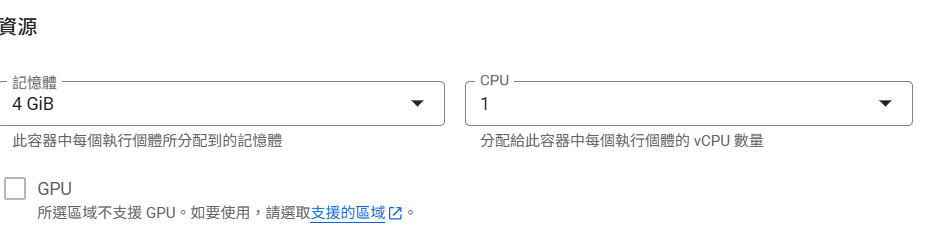 資源
記憶體
4 GiB
此容器中每個執行個體所分配到的記憶體
CPU
1
分配給此容器中每個執行個體的 vCPU 數量
GPU
所選區域不支援 GPU。如要使用，請選取支援的區域。